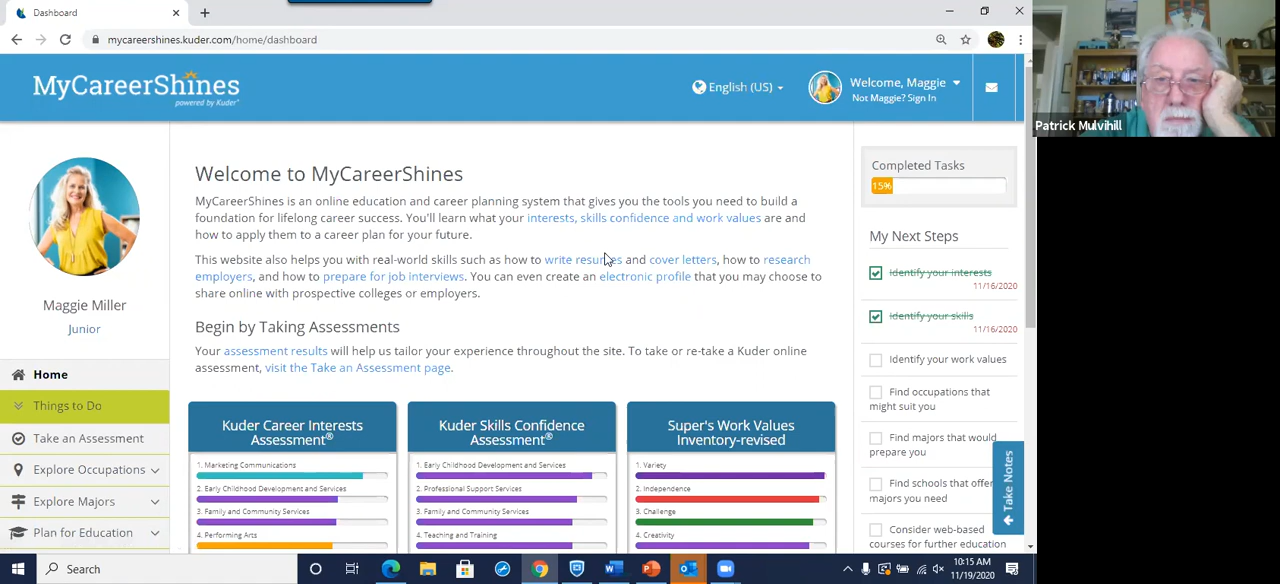 Dashboard
mycareershines.kuder.com/home/dashboard
MyCareerShines
powered by Kuder
English (US)
Welcome, Maggie
Not Maggie? Sign In
Patrick Mulvihill
Maggie Miller
Junior
Home
Things to Do
Take an Assessment
Explore Occupations
Explore Majors
Plan for Education
Welcome to MyCareerShines
MyCareerShines is an online education and career planning system that gives you the tools you need to build a
foundation for lifelong career success. You'll learn what your interests, skills confidence and work values are and
how to apply them to a career plan for your future.
This website also helps you with real-world skills such as how to write resumes and cover letters, how to research
employers, and how to prepare for job interviews. You can even create an electronic profile that you may choose to
share online with prospective colleges or employers.
Begin by Taking Assessments
Your assessment results will help us tailor your experience throughout the site. To take or re-take a Kuder online
assessment, visit the Take an Assessment page.
Kuder Career Interests
Assessment®
1. Marketing Communications
2. Early Childhood Development and Services
3. Family and Community Services
4. Performing Arts
Kuder Skills Confidence
Assessment®
1. Early Childhood Development and Services
2. Professional Support Services
3. Family and Community Services
4. Teaching and Training
Super's Work Values
Inventory-revised
1. Variety
2. Independence
3. Challenge
4. Creativity
Completed Tasks
15%
My Next Steps
Identify your interests
11/16/2020
Identify your skills
11/16/2020
Identify your work values
Find occupations that
might suit you
Find majors that would
prepare you
Find schools that offer
majors you need
Consider web-based
courses for further education
Take Notes
Search
10:15 AM
11/19/2020